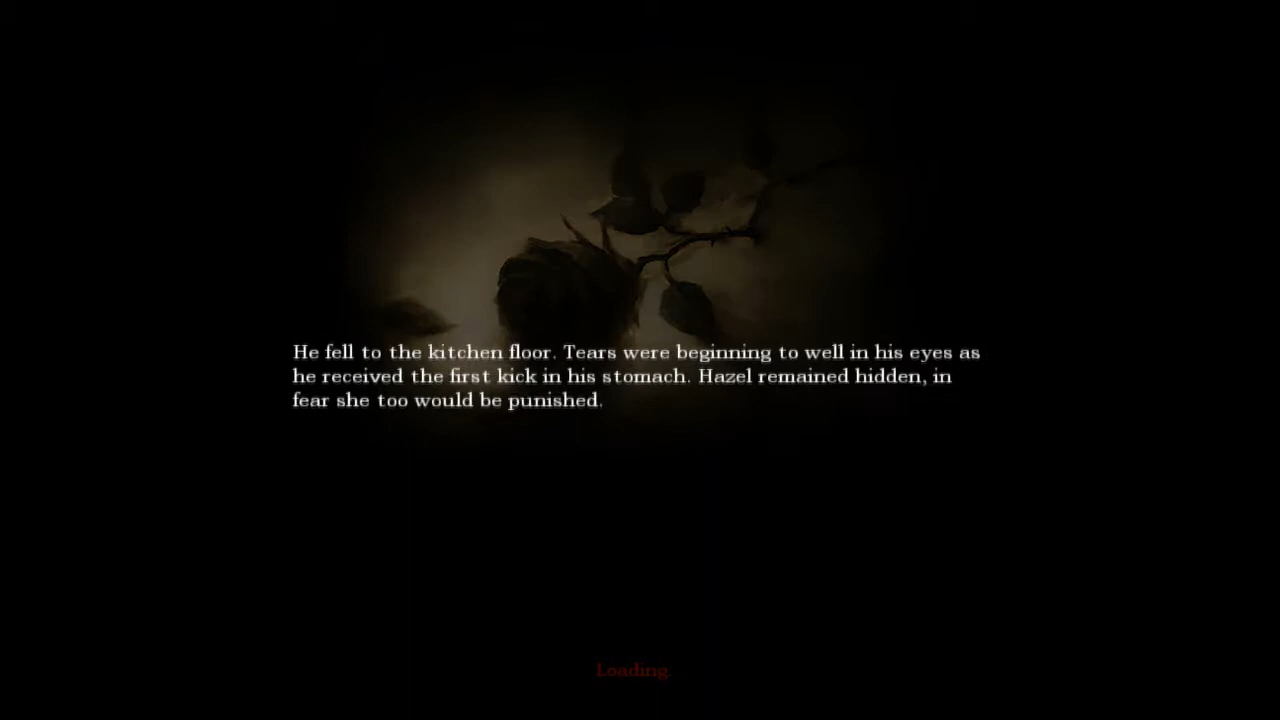 He fell to the kitchen floor. Tears were beginning to well in his eyes as
he received the first kick in his stomach. Hazel remained hidden, in
fear she too would be punished.
Loading.